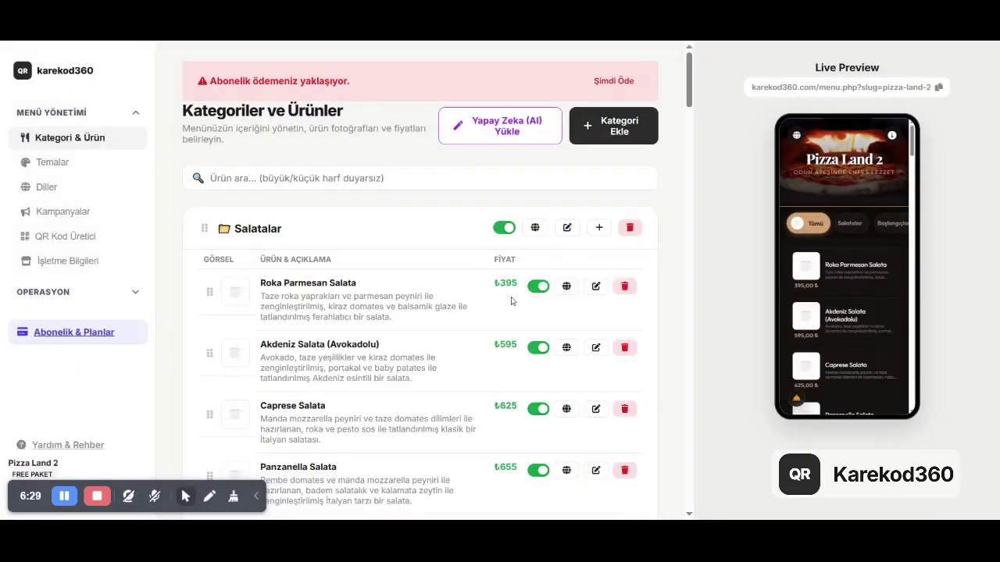 QR karekod360
MENÜ YÖNETİMİ
Kategori & Ürün
Temalar
Diller
Kampanyalar
QR Kod Üretici
İşletme Bilgileri
OPERASYON
Abonelik & Planlar
Yardım & Rehber
Pizza Land 2
FREE PAKET
6:29
Abonelik ödemeniz yaklaşıyor.
Şimdi Öde
Kategoriler ve Ürünler
Menünüzün içeriğini yönetin, ürün fotoğrafları ve fiyatları
belirleyin.
Yapay Zeka (AI)
Yükle
Kategori
Ekle
Ürün ara... (büyük/küçük harf duyarsız)
Salatalar
GÖRSEL ÜRÜN & AÇIKLAMA FİYAT
Roka Parmesan Salata ₺395
Taze roka yaprakları ve parmesan peyniri ile
zenginleştirilmiş, kiraz domates ve balsamik glaze ile
tatlandırılmış ferahlatıcı bir salata.
Akdeniz Salata (Avokadolu) ₺595
Avokado, taze yeşillikler ve kiraz domates ile
zenginleştirilmiş, portakal ve baby patates ile
tatlandırılmış Akdeniz esintili bir salata.
Caprese Salata ₺625
Manda mozzarella peyniri ve taze domates dilimleri ile
hazırlanan, roka ve pesto sos ile tatlandırılmış klasik bir
İtalyan salatası.
Panzanella Salata ₺655
Pembe domates ve manda mozzarella peyniri ile
hazırlanan, badem salatalık ve kalamata zeytin ile
zenginleştirilmiş İtalyan tarzı bir salata.
Live Preview
karekod360.com/menu.php?slug=pizza-land-2
Pizza Land 2
ODUN ATEŞİNDE ENFES LEZZET
Tümü Salatalar Başlangıçla
Roka Parmesan Salata
395,00 ₺
Akdeniz Salata
(Avokadolu)
595,00 ₺
Caprese Salata
625,00 ₺
QR Karekod360